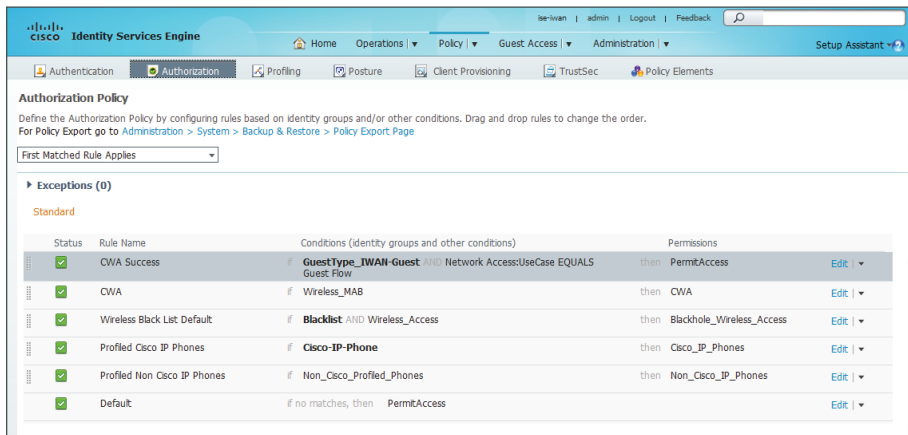 ise-iwan | admin | Logout | Feedback
CISCO Identity Services Engine
Home Operations | Policy | Guest Access | Administration | Setup Assistant
Authentication Authorization Profiling Posture Client Provisioning TrustSec Policy Elements
Authorization Policy
Define the Authorization Policy by configuring rules based on identity groups and/or other conditions. Drag and drop rules to change the order.
For Policy Export go to Administration > System > Backup & Restore > Policy Export Page
First Matched Rule Applies
Exceptions (0)
Standard
Status Rule Name Conditions (identity groups and other conditions) Permissions
CWA Success if GuestType_IWAN-Guest AND Network Access:UseCase EQUALS then PermitAccess Edit |
Guest Flow
CWA if Wireless_MAB then CWA Edit |
Wireless Black List Default if Blacklist AND Wireless_Access then Blackhole_Wireless_Access Edit |
Profiled Cisco IP Phones if Cisco-IP-Phone then Cisco_IP_Phones Edit |
Profiled Non Cisco IP Phones if Non_Cisco_Profiled_Phones then Non_Cisco_IP_Phones Edit |
Default if no matches, then PermitAccess Edit |